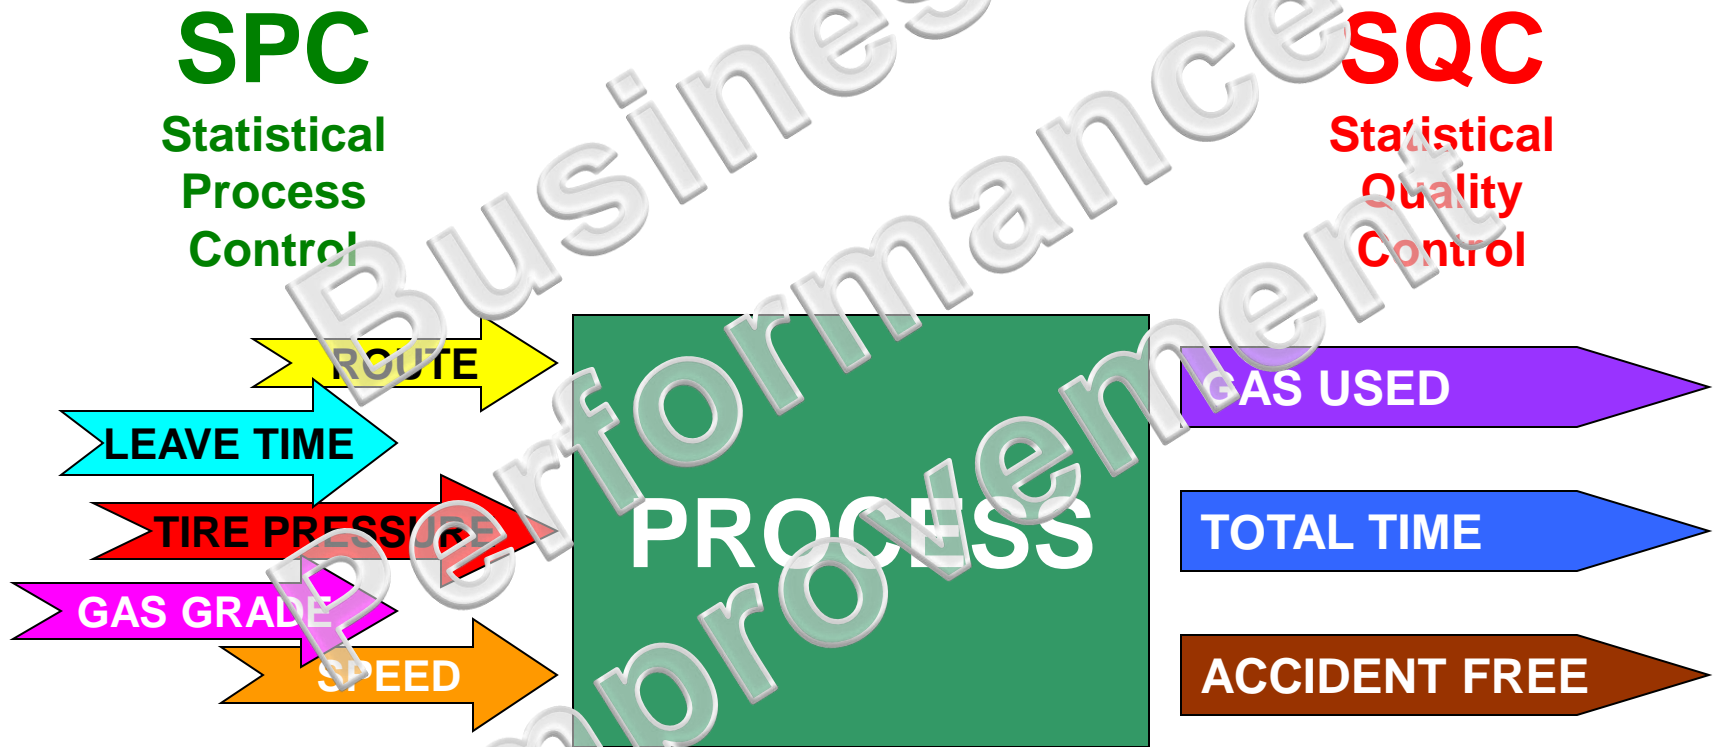 SPC
Statistical
Process
Control
SQC
Statistical
Quality
Control
ROUTE
LEAVE TIME
TIRE PRESSURE
GAS GRADE
SPEED
PROCESS
GAS USED
TOTAL TIME
ACCIDENT FREE
Business
Performance
Improvement